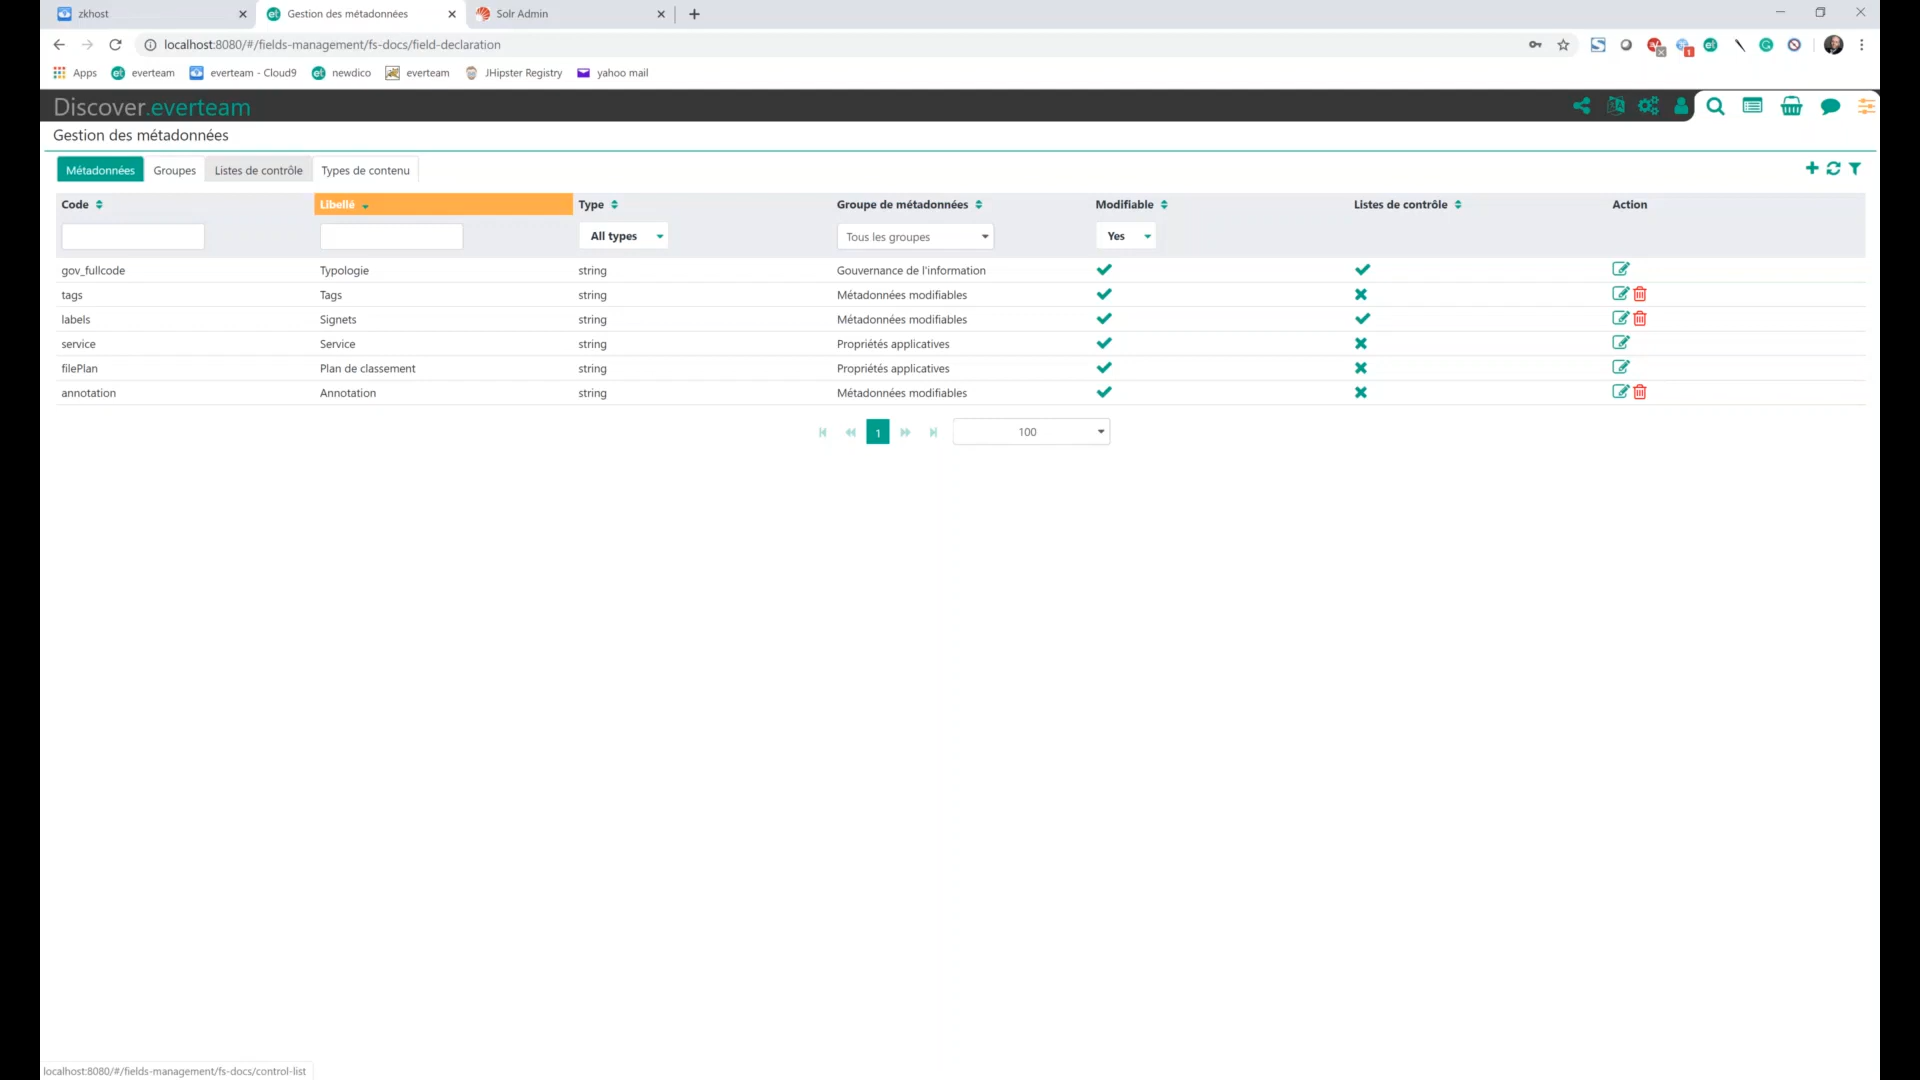 zkhost
Gestion des métadonnées
Solr Admin
localhost:8080/#/fields-management/fs-docs/field-declaration
Apps everteam everteam - Cloud9 newdico everteam JHipster Registry yahoo mail
Discover.everteam
Gestion des métadonnées
Métadonnées Groupes Listes de contrôle Types de contenu
Code Libellé Type Groupe de métadonnées Modifiable Listes de contrôle Action
All types Tous les groupes Yes
gov_fullcode Typologie string Gouvernance de l'information
tags Tags string Métadonnées modifiables
labels Signets string Métadonnées modifiables
service Service string Propriétés applicatives
filePlan Plan de classement string Propriétés applicatives
annotation Annotation string Métadonnées modifiables
1 100
localhost:8080/#/fields-management/fs-docs/control-list